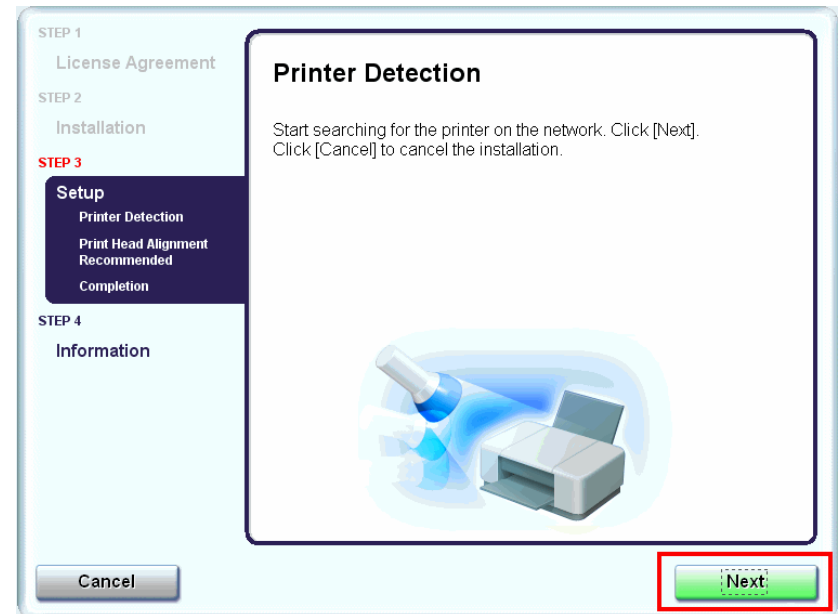 STEP 1
License Agreement
STEP 2
Installation
STEP 3
Setup
Printer Detection
Print Head Alignment
Recommended
Completion
STEP 4
Information
Printer Detection
Start searching for the printer on the network. Click [Next].
Click [Cancel] to cancel the installation.
Cancel
Next